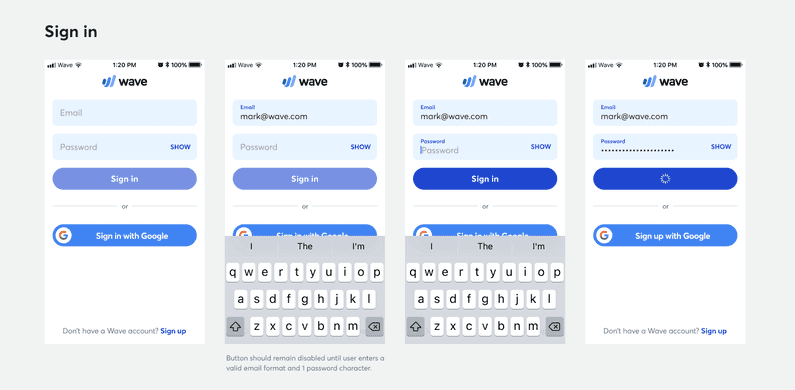 Sign in
Wave 1:20 PM 100%
wave
Email
Password SHOW
Sign in
or
Sign in with Google
Don't have a Wave account? Sign up
Wave 1:20 PM 100%
wave
Email
mark@wave.com
Password SHOW
Sign in
or
Sign in with Google
I The I'm
q w e r t y u i o p
a s d f g h j k l
z x c v b n m
Button should remain disabled until user enters a
valid email format and 1 password character.
Wave 1:20 PM 100%
wave
Email
mark@wave.com
Password
Password SHOW
Sign in
or
Sign in with Google
I The I'm
q w e r t y u i o p
a s d f g h j k l
z x c v b n m
Wave 1:20 PM 100%
wave
Email
mark@wave.com
Password
SHOW
or
Sign up with Google
Don't have a Wave account? Sign up